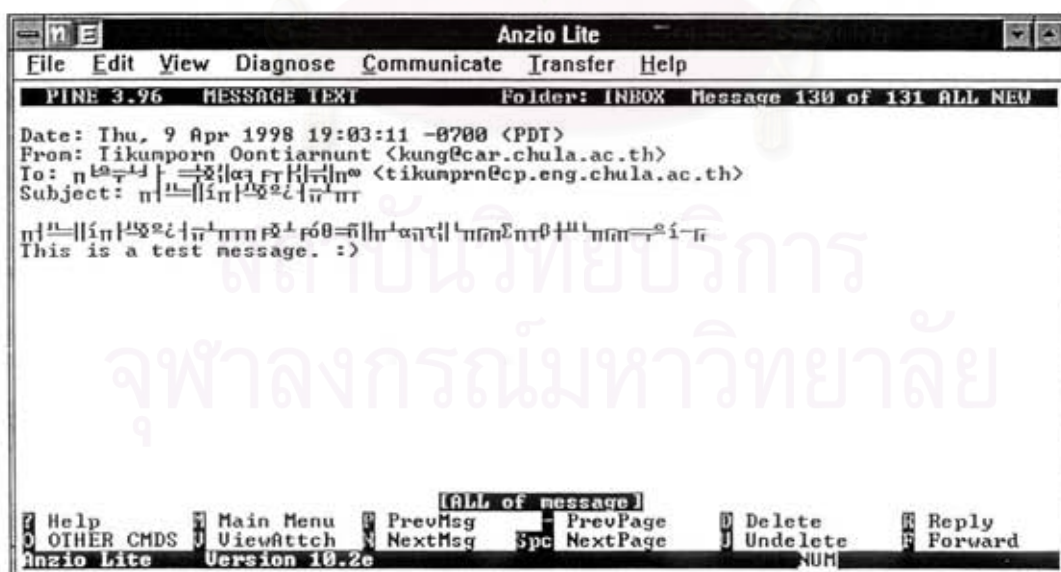 Anzio Lite
File Edit View Diagnose Communicate Transfer Help
PINE 3.96 MESSAGE TEXT Folder: INBOX Message 130 of 131 ALL NEW
Date: Thu, 9 Apr 1998 19:03:11 -0700 (PDT)
From: Tikumporn Oontiarnunt <kung@car.chula.ac.th>
To: <tikumprn@cp.eng.chula.ac.th>
Subject:
This is a test message. :)
สถาบันวิทยบริการ
จุฬาลงกรณ์มหาวิทยาลัย
[ALL of message]
? Help M Main Menu P PrevMsg - PrevPage D Delete R Reply
O OTHER CMDS V ViewAttch N NextMsg Spc NextPage U Undelete F Forward
Anzio Lite Version 10.2e NUM